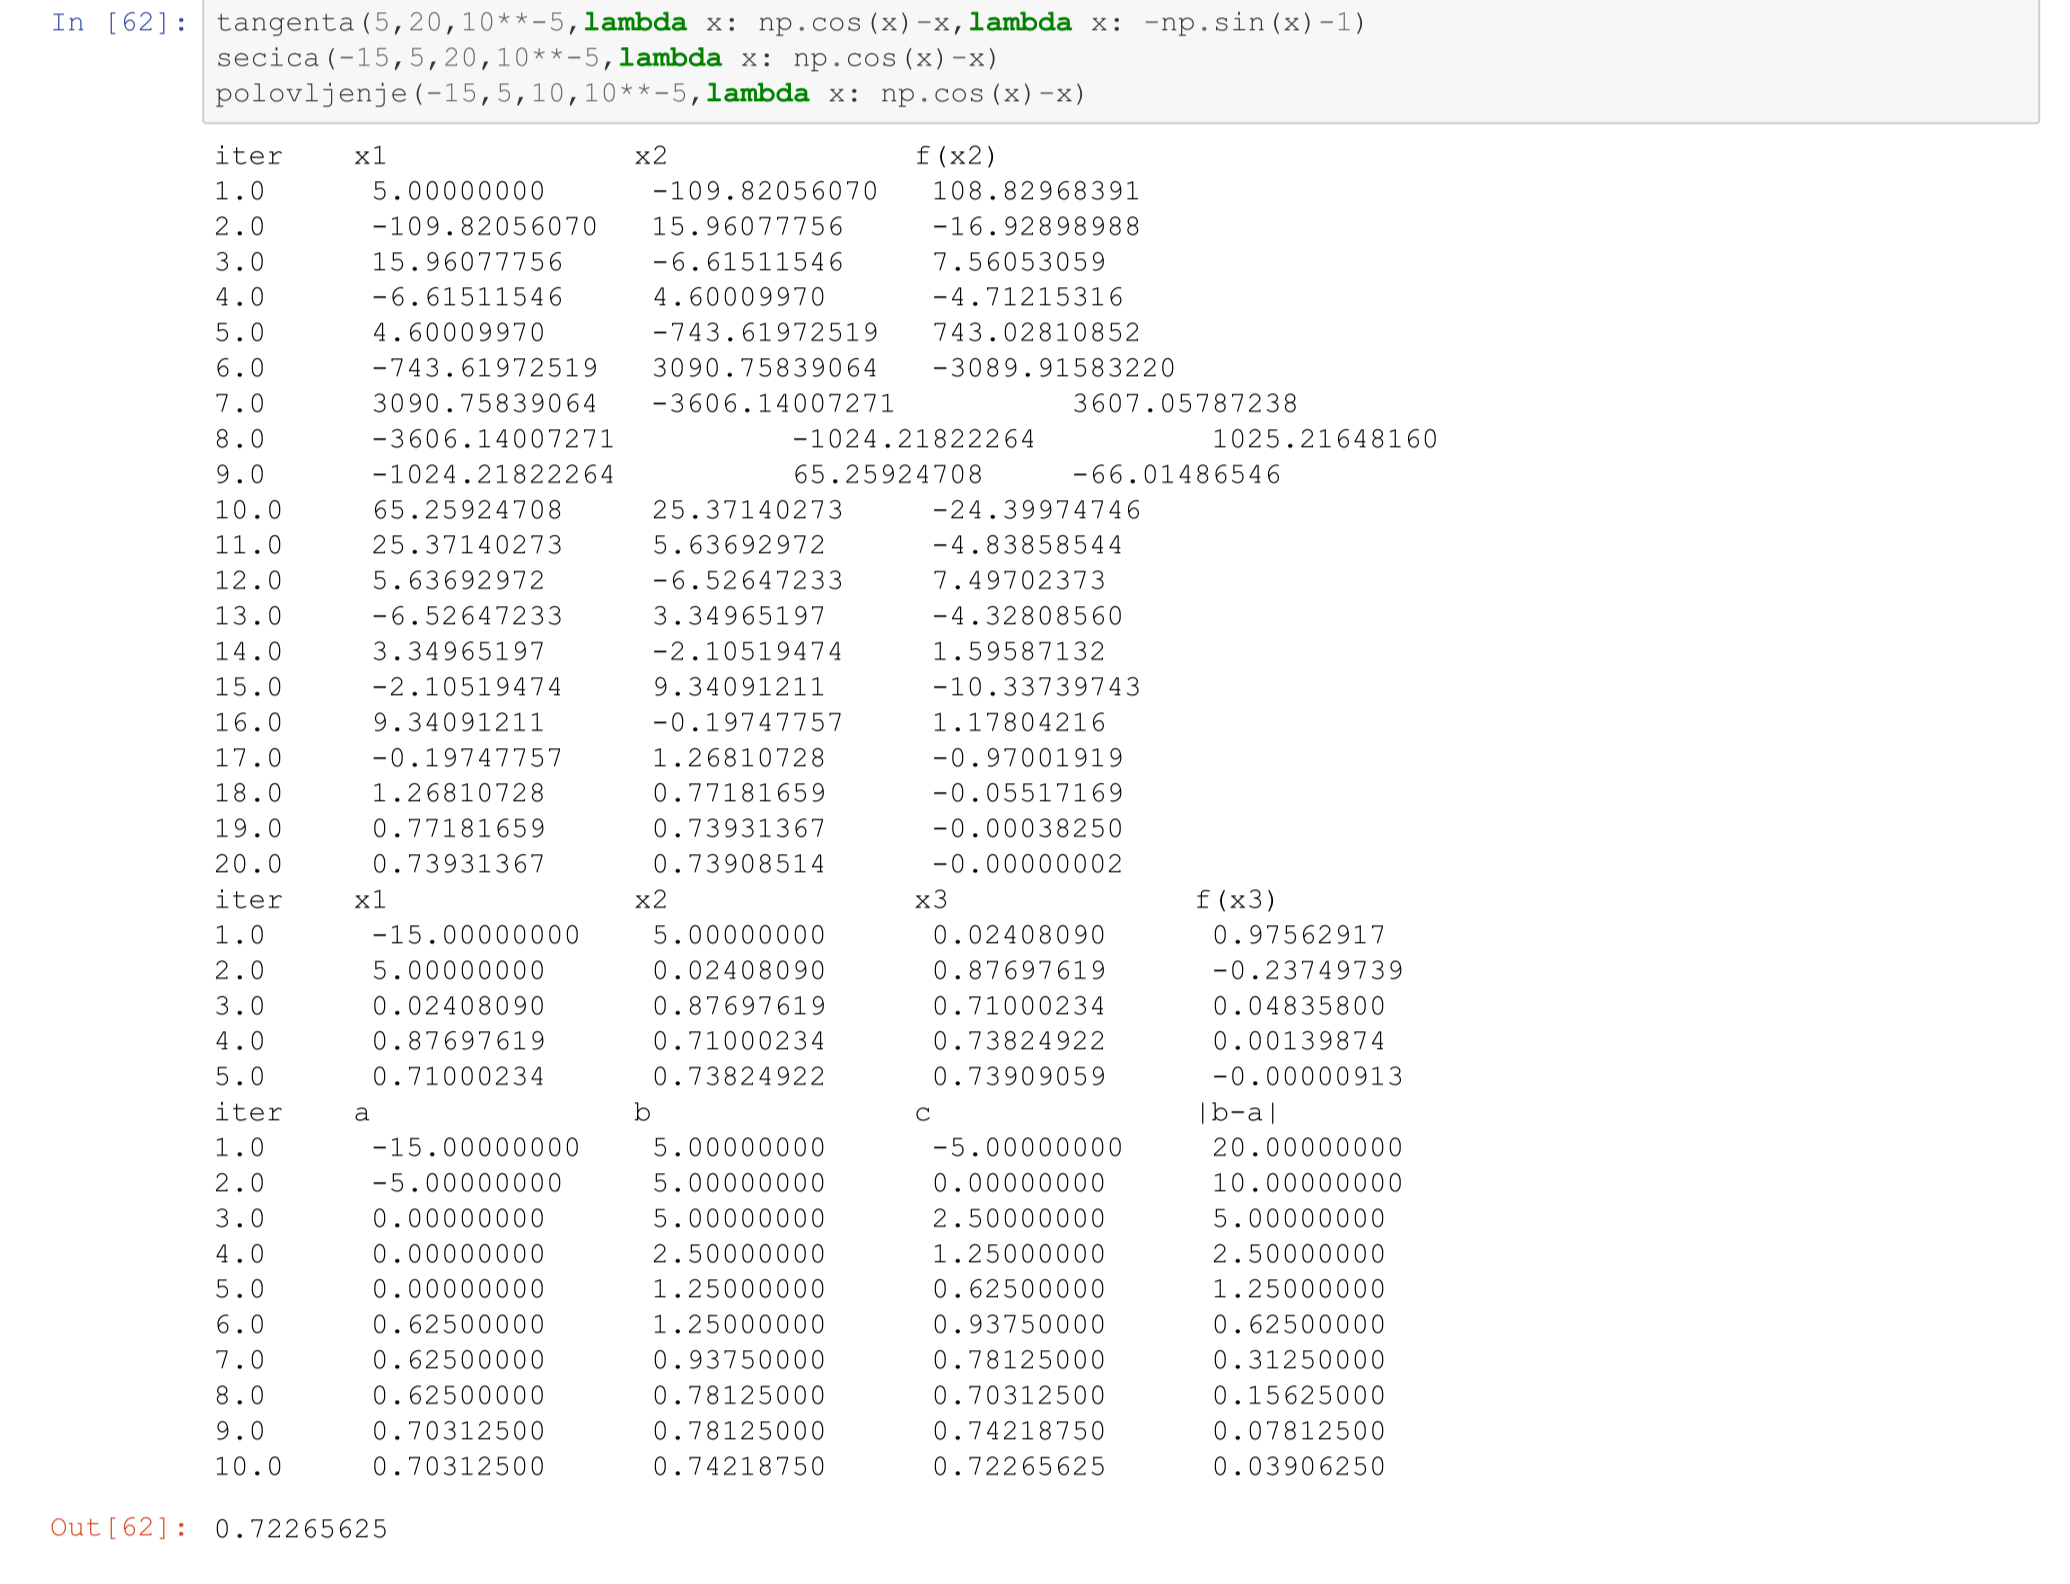 In [62]: tangenta(5,20,10**-5,lambda x: np.cos(x)-x,lambda x: -np.sin(x)-1)
secica(-15,5,20,10**-5,lambda x: np.cos(x)-x)
polovljenje(-15,5,10,10**-5,lambda x: np.cos(x)-x)
iter x1 x2 f(x2)
1.0 5.00000000 -109.82056070 108.82968391
2.0 -109.82056070 15.96077756 -16.92898988
3.0 15.96077756 -6.61511546 7.56053059
4.0 -6.61511546 4.60009970 -4.71215316
5.0 4.60009970 -743.61972519 743.02810852
6.0 -743.61972519 3090.75839064 -3089.91583220
7.0 3090.75839064 -3606.14007271 3607.05787238
8.0 -3606.14007271 -1024.21822264 1025.21648160
9.0 -1024.21822264 65.25924708 -66.01486546
10.0 65.25924708 25.37140273 -24.39974746
11.0 25.37140273 5.63692972 -4.83858544
12.0 5.63692972 -6.52647233 7.49702373
13.0 -6.52647233 3.34965197 -4.32808560
14.0 3.34965197 -2.10519474 1.59587132
15.0 -2.10519474 9.34091211 -10.33739743
16.0 9.34091211 -0.19747757 1.17804216
17.0 -0.19747757 1.26810728 -0.97001919
18.0 1.26810728 0.77181659 -0.05517169
19.0 0.77181659 0.73931367 -0.00038250
20.0 0.73931367 0.73908514 -0.00000002
iter x1 x2 x3 f(x3)
1.0 -15.00000000 5.00000000 0.02408090 0.97562917
2.0 5.00000000 0.02408090 0.87697619 -0.23749739
3.0 0.02408090 0.87697619 0.71000234 0.04835800
4.0 0.87697619 0.71000234 0.73824922 0.00139874
5.0 0.71000234 0.73824922 0.73909059 -0.00000913
iter a b c |b-a|
1.0 -15.00000000 5.00000000 -5.00000000 20.00000000
2.0 -5.00000000 5.00000000 0.00000000 10.00000000
3.0 0.00000000 5.00000000 2.50000000 5.00000000
4.0 0.00000000 2.50000000 1.25000000 2.50000000
5.0 0.00000000 1.25000000 0.62500000 1.25000000
6.0 0.62500000 1.25000000 0.93750000 0.62500000
7.0 0.62500000 0.93750000 0.78125000 0.31250000
8.0 0.62500000 0.78125000 0.70312500 0.15625000
9.0 0.70312500 0.78125000 0.74218750 0.07812500
10.0 0.70312500 0.74218750 0.72265625 0.03906250
Out[62]: 0.72265625